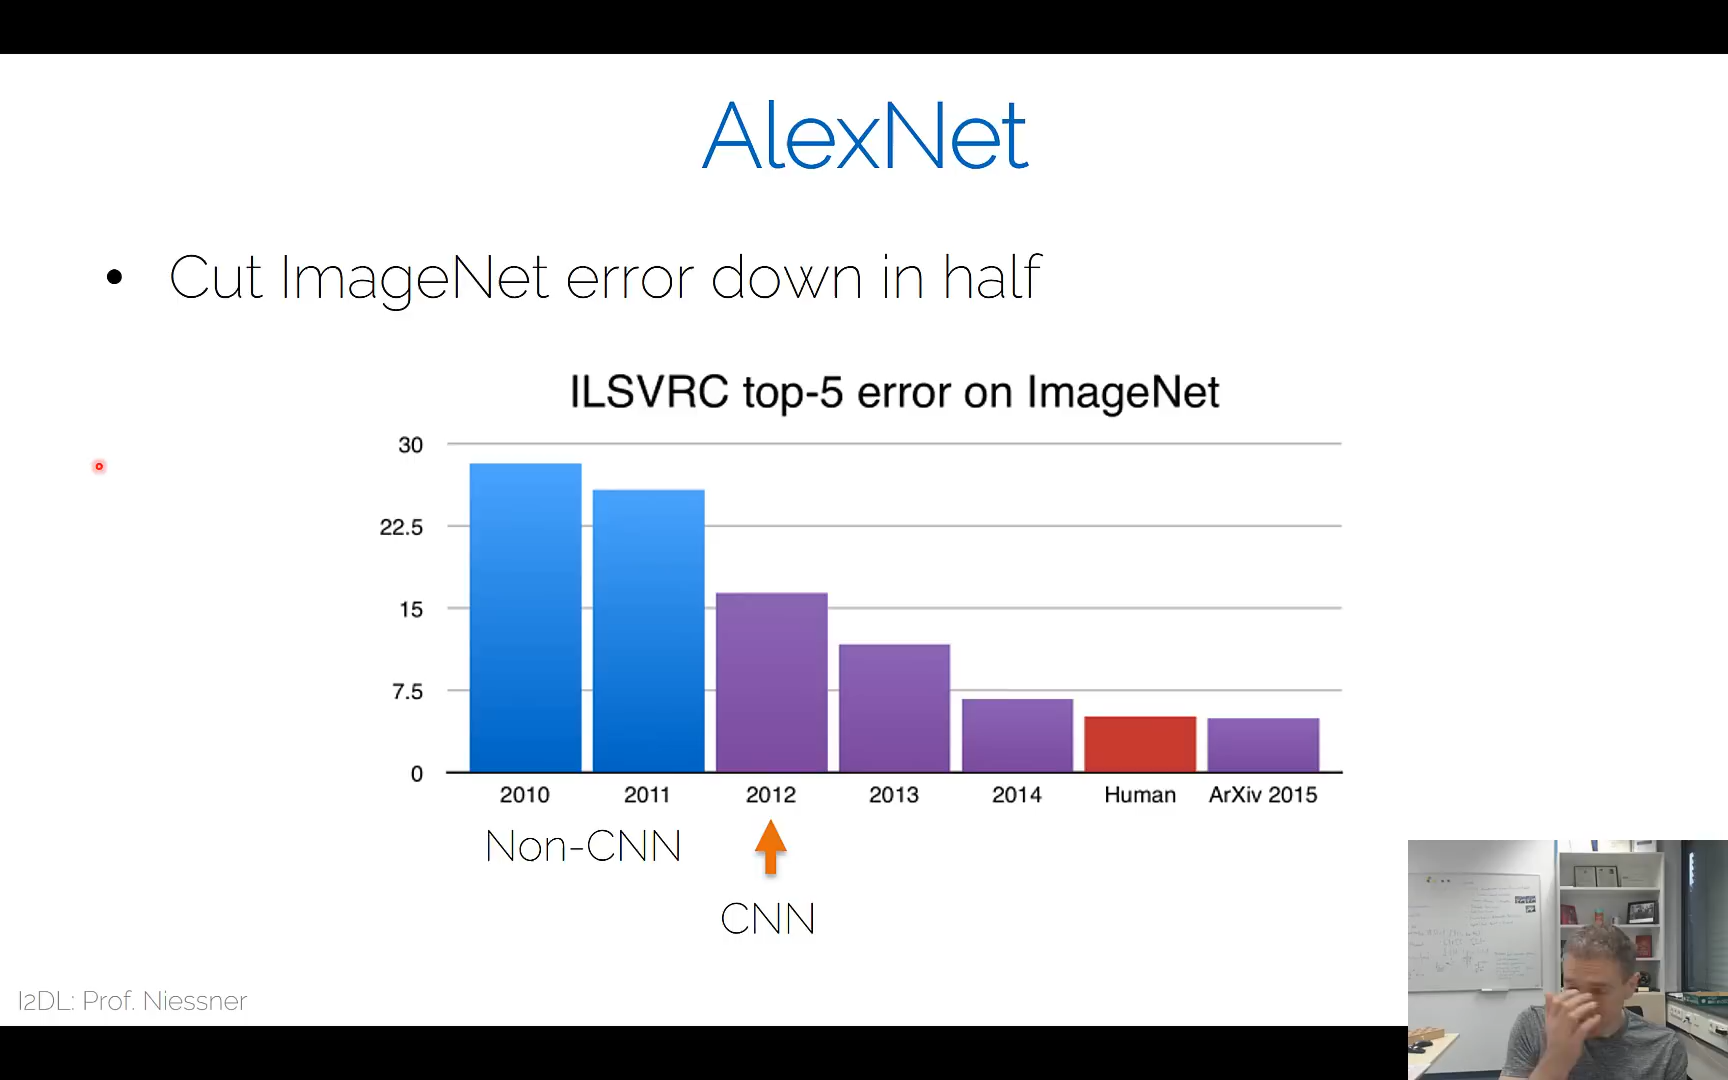 AlexNet
• Cut ImageNet error down in half
ILSVRC top-5 error on ImageNet
30
22.5
15
7.5
0
2010 2011 2012 2013 2014 Human ArXiv 2015
Non-CNN
CNN
I2DL: Prof. Niessner